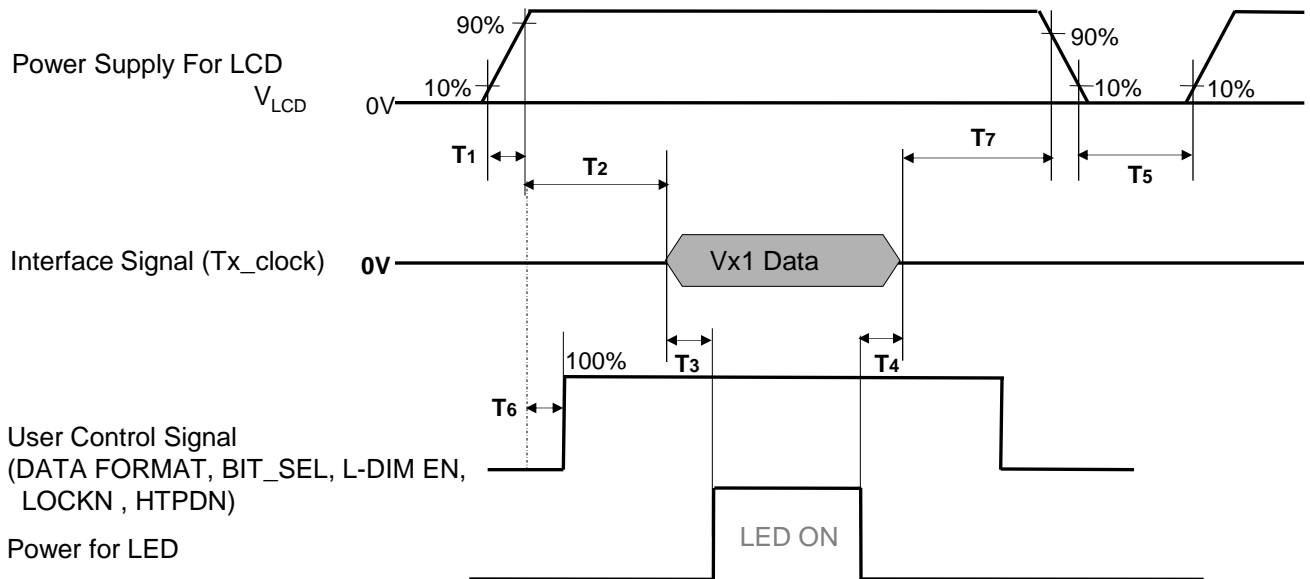 90%
90%
Power Supply For LCD
10%
10%
10%
VLCD
0V
T1
T2
T7
T5
Interface Signal (Tx_clock)
0V
Vx1 Data
100%
T3
T4
T6
User Control Signal
(DATA FORMAT, BIT_SEL, L-DIM EN,
LOCKN , HTPDN)
LED ON
Power for LED